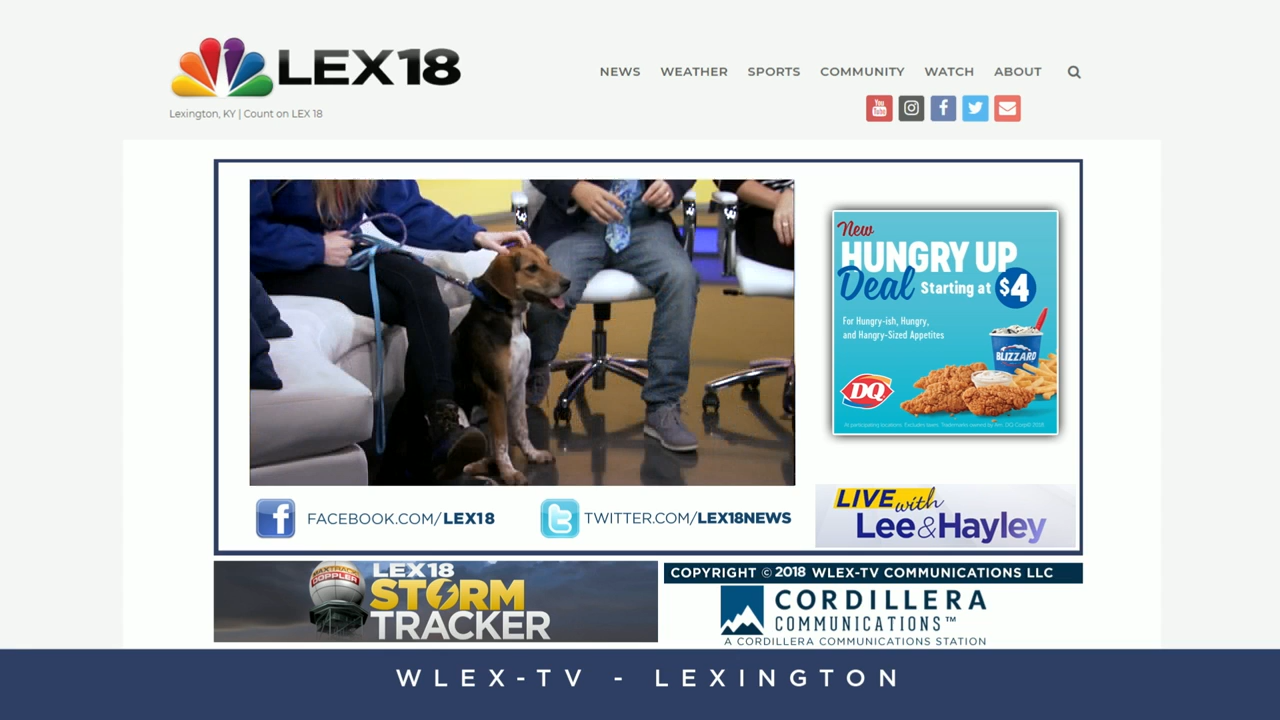 LEX18
Lexington, KY | Count on LEX 18
NEWS WEATHER SPORTS COMMUNITY WATCH ABOUT
You Tube
New
HUNGRY UP
Deal Starting at $4
For Hungry-ish, Hungry,
and Hangry-Sized Appetites
BLIZZARD
DQ
FACEBOOK.COM/LEX18
TWITTER.COM/LEX18NEWS
LIVE with
Lee&Hayley
MAXTRACK
DOPPLER
LEX18
STORM
TRACKER
COPYRIGHT © 2018 WLEX-TV COMMUNICATIONS LLC
CORDILLERA
COMMUNICATIONS™
A CORDILLERA COMMUNICATIONS STATION
WLEX-TV - LEXINGTON